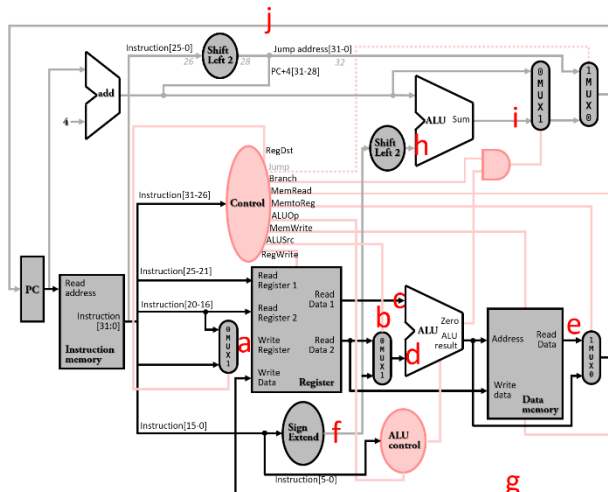 j
Instruction[25-0]
Shift
Left 2
26
28
Jump address[31-0]
32
PC+4[31-28]
add
4
ALU
Sum
i
0
M
U
X
1
1
M
U
X
0
Shift
Left 2
h
RegDst
Jump
Branch
MemRead
MemtoReg
ALUOp
MemWrite
ALUSrc
RegWrite
Control
Instruction[31-26]
PC
Read
address
Instruction
[31:0]
Instruction
memory
Instruction[25-21]
Instruction[20-16]
0
M
U
X
1
a
Read
Register 1
Read
Register 2
Write
Register
Write
Data
Read
Data 1
Read
Data 2
Register
b
c
d
0
M
U
X
1
Zero
ALU
ALU
result
Address
Read
Data
Write
data
Data
memory
e
1
M
U
X
0
Instruction[15-0]
Sign
Extend
f
ALU
control
Instruction[5-0]
g